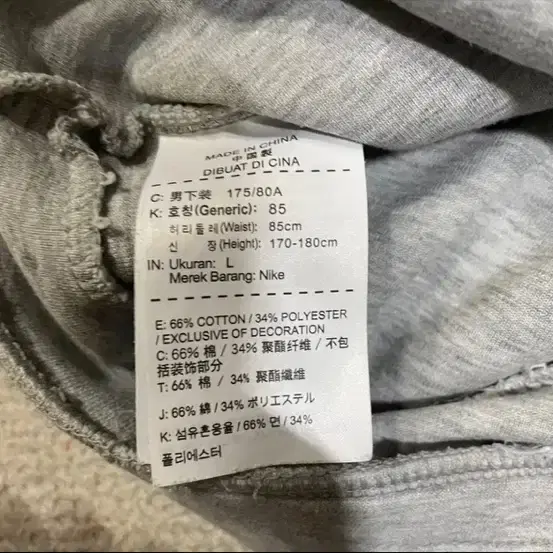 MADE IN CHINA
中国製
DIBUAT DI CINA
C: 男下装 175/80A
K: 호칭(Generic): 85
허리둘레(Waist): 85cm
신 장(Height): 170-180cm
IN: Ukuran: L
Merek Barang: Nike
E: 66% COTTON / 34% POLYESTER
/ EXCLUSIVE OF DECORATION
C: 66% 棉 / 34% 聚酯纤维 / 不包
括装饰部分
T: 66% 棉 / 34% 聚酯纖維
J: 66% 綿 / 34% ポリエステル
K: 섬유혼용율 / 66% 면 / 34%
폴리에스터